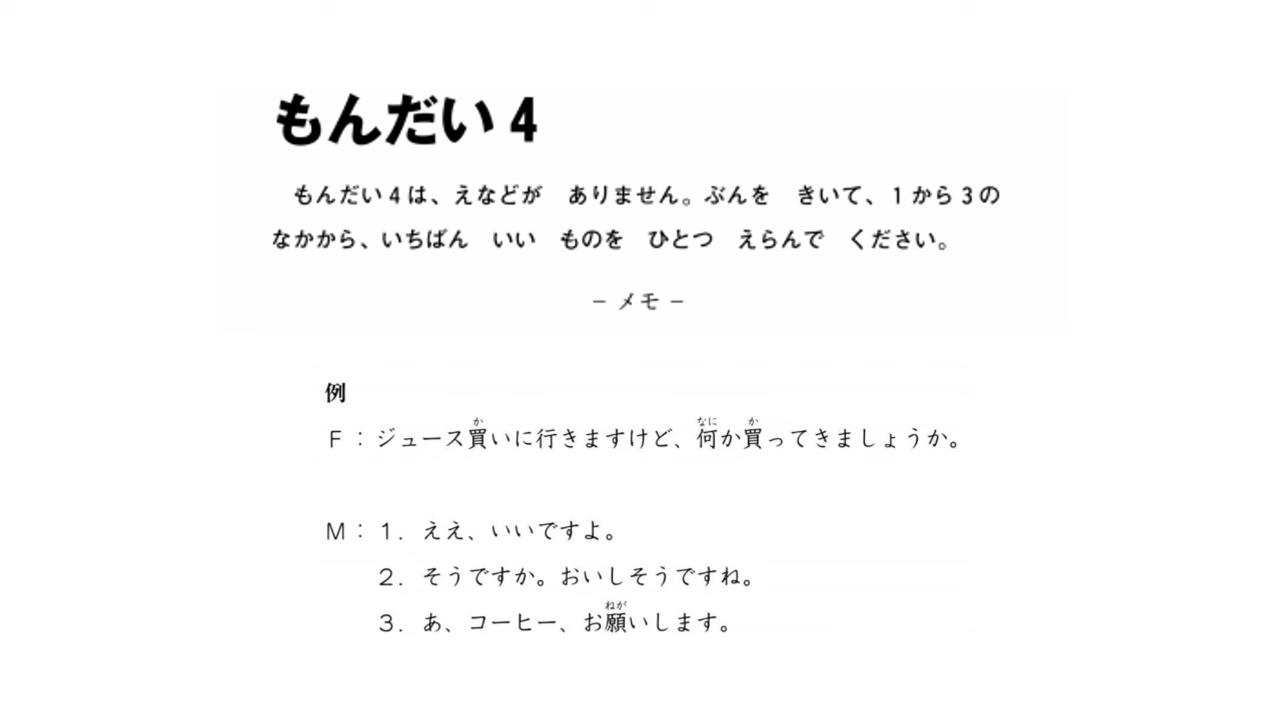 もんだい4
もんだい4は、えなどが　ありません。ぶんを　きいて、1から3の
なかから、いちばん　いい　ものを　ひとつ　えらんで　ください。
− メモ −
例
F：ジュース買いに行きますけど、何か買ってきましょうか。
M：1．ええ、いいですよ。
2．そうですか。おいしそうですね。
3．あ、コーヒー、お願いします。